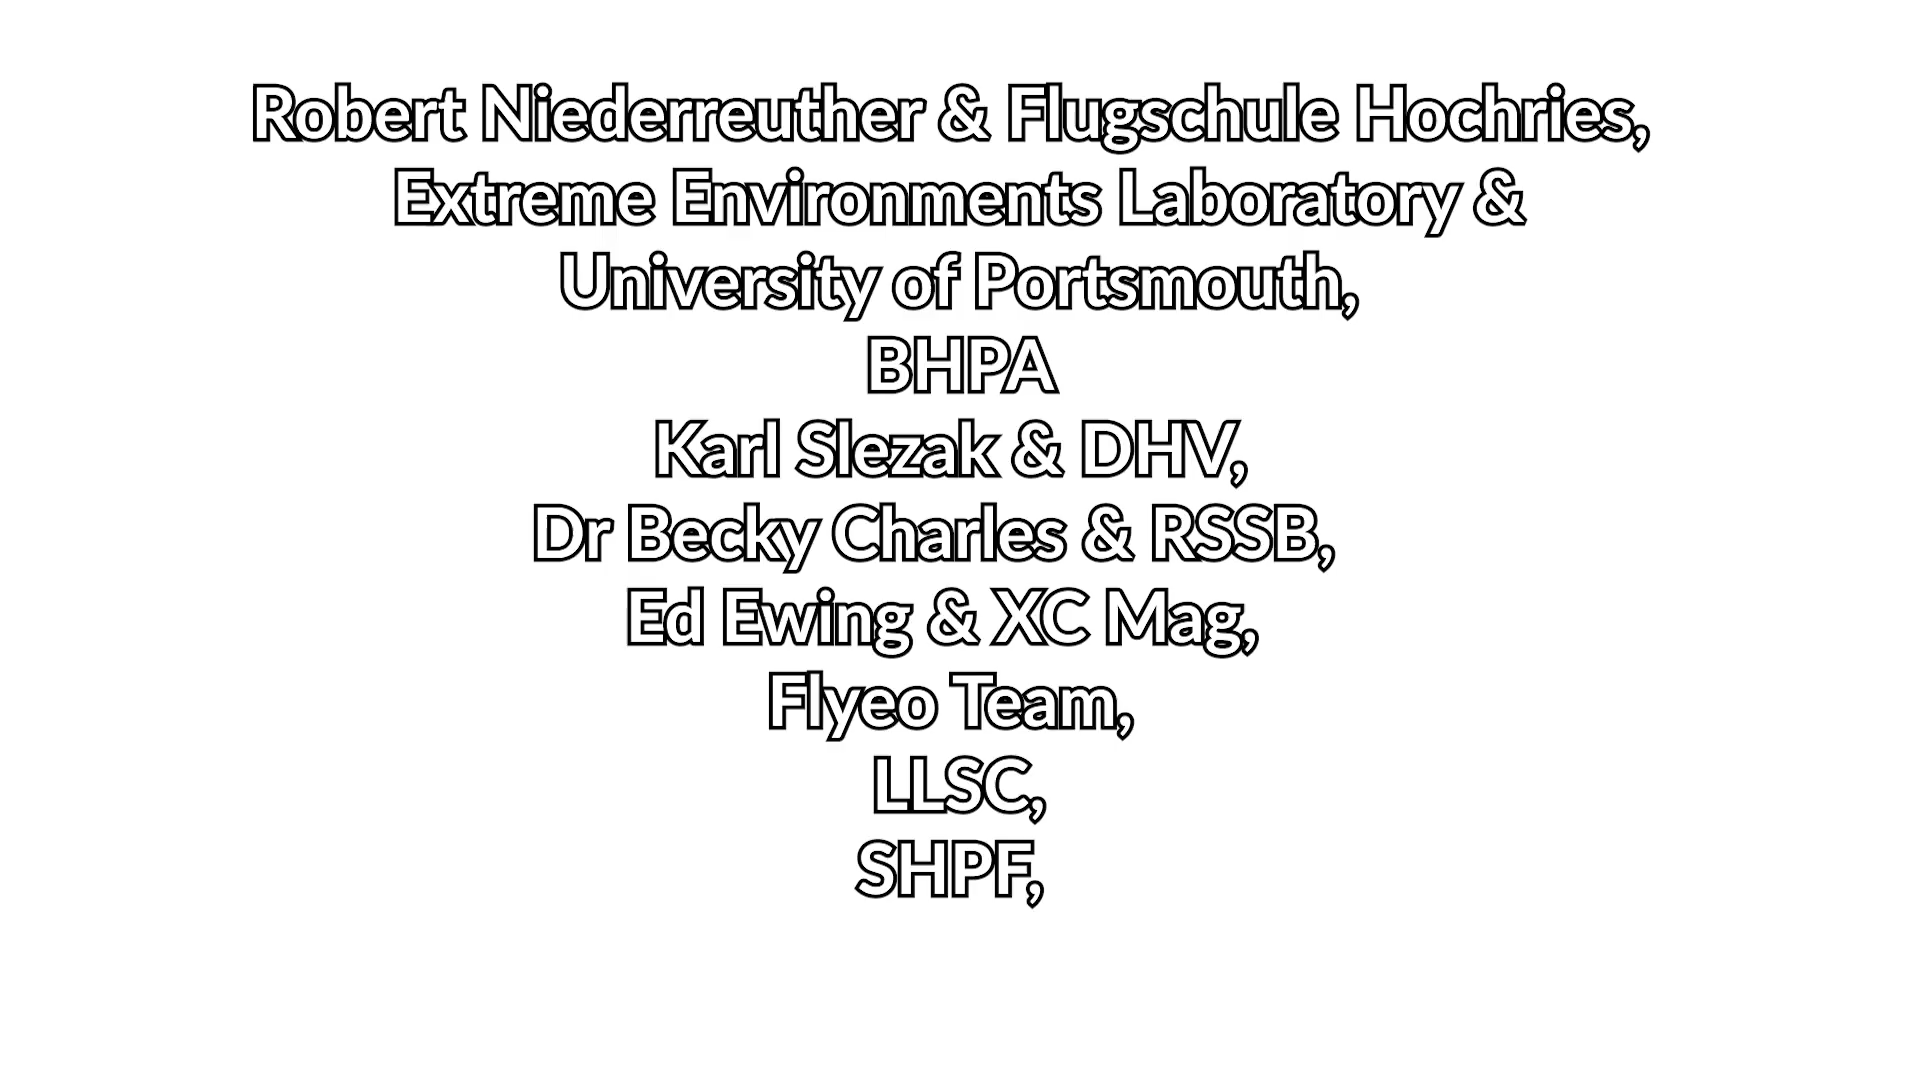 Robert Niederreuther & Flugschule Hochries,
Extreme Environments Laboratory &
University of Portsmouth,
BHPA
Karl Slezak & DHV,
Dr Becky Charles & RSSB,
Ed Ewing & XC Mag,
Flyeo Team,
LLSC,
SHPF,